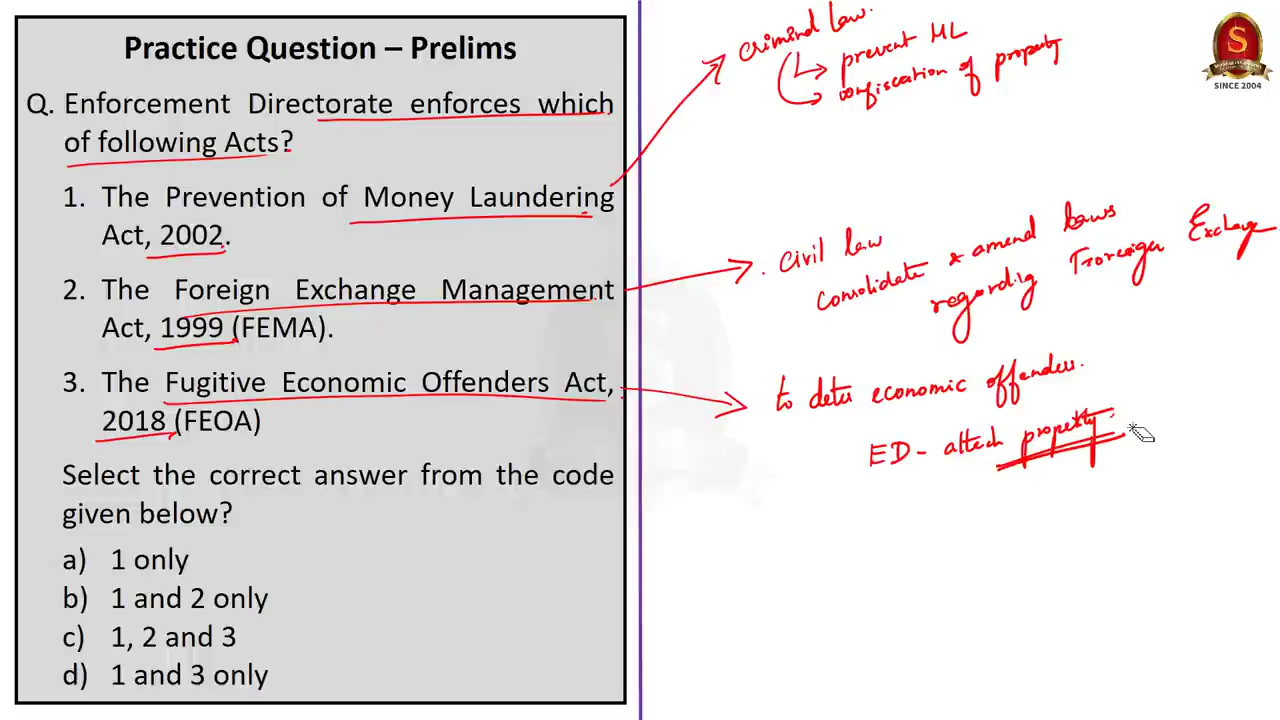 Practice Question – Prelims
Q. Enforcement Directorate enforces which
of following Acts?
1. The Prevention of Money Laundering
Act, 2002.
2. The Foreign Exchange Management
Act, 1999 (FEMA).
3. The Fugitive Economic Offenders Act,
2018 (FEOA)
Select the correct answer from the code
given below?
a) 1 only
b) 1 and 2 only
c) 1, 2 and 3
d) 1 and 3 only
Criminal law.
prevent ML
confiscation of property
. Civil law
Consolidate & amend laws
regarding Foreign Exchange
to deter economic offenders.
ED - attach property.
S
SINCE 2004